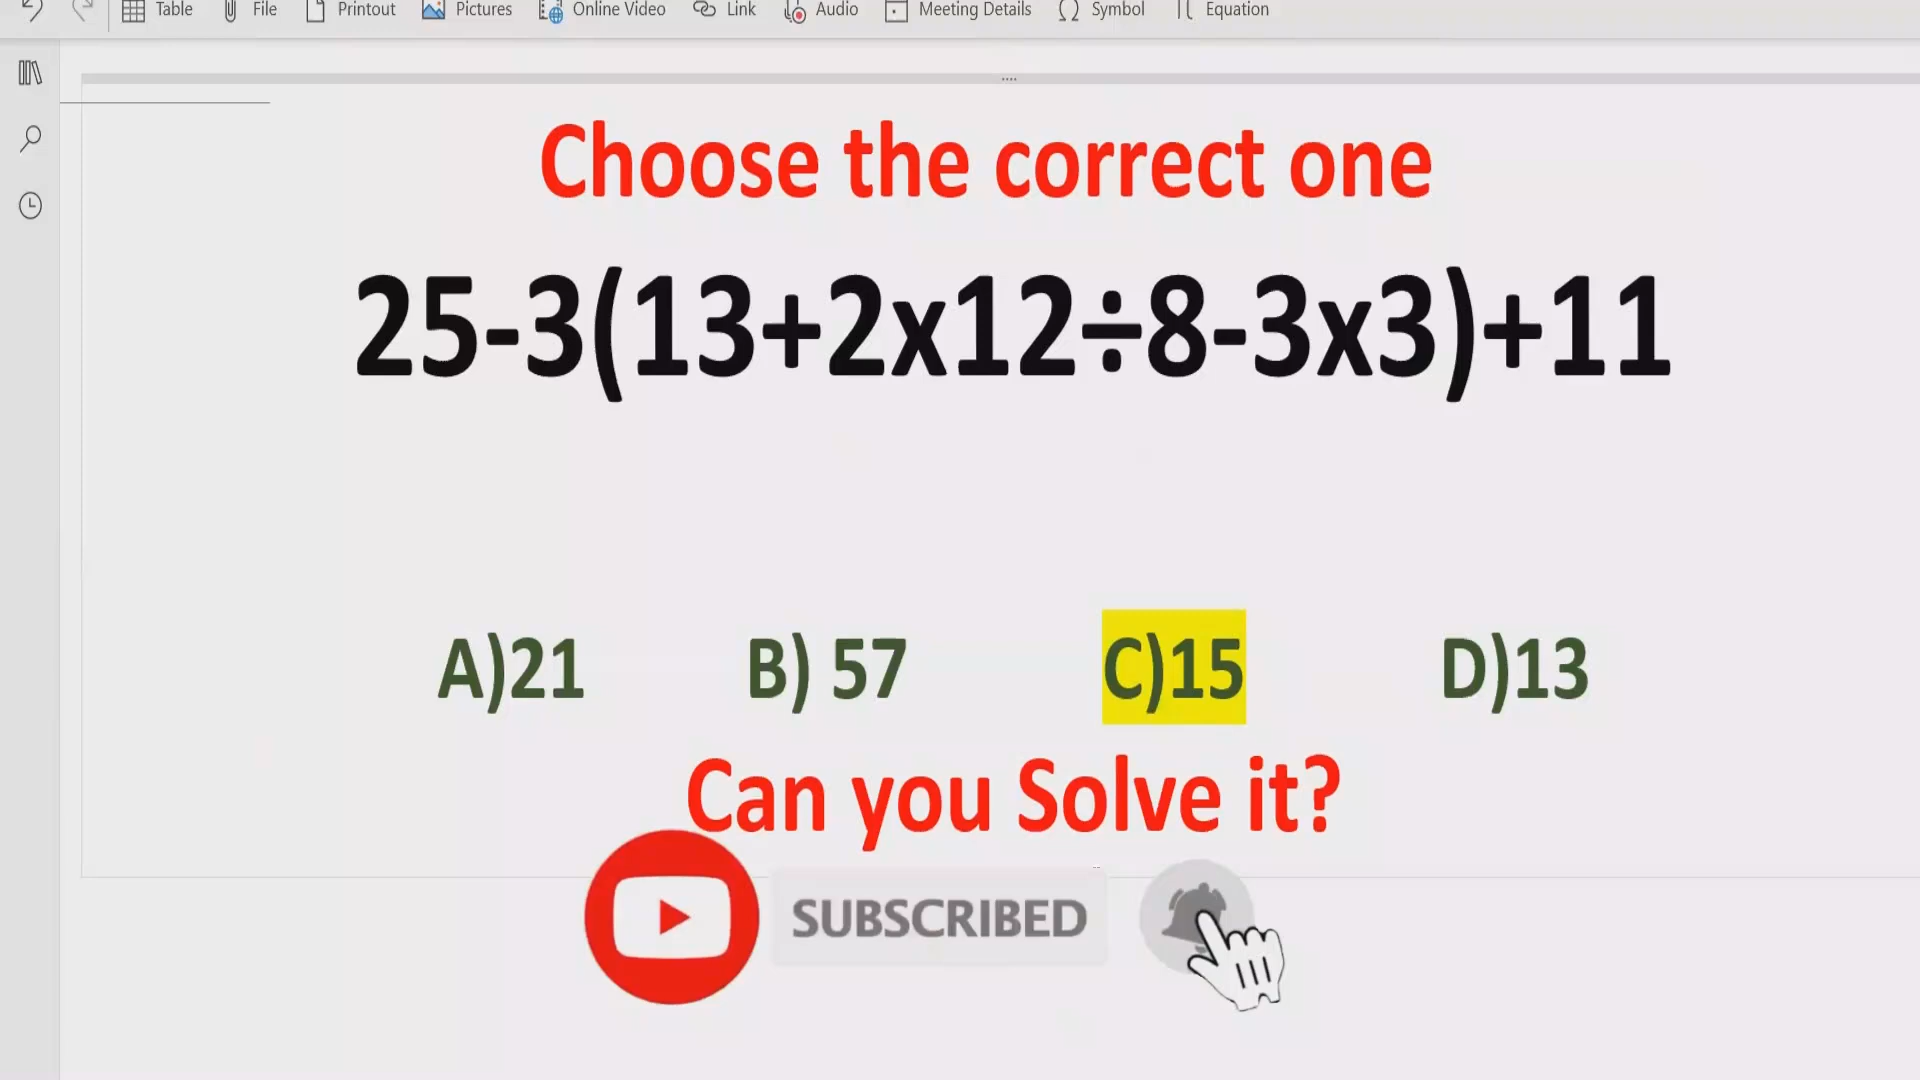 Table File Printout Pictures Online Video Link Audio Meeting Details Symbol Equation
Choose the correct one
25-3(13+2x12÷8-3x3)+11
A)21 B) 57 C)15 D)13
Can you Solve it?
SUBSCRIBED